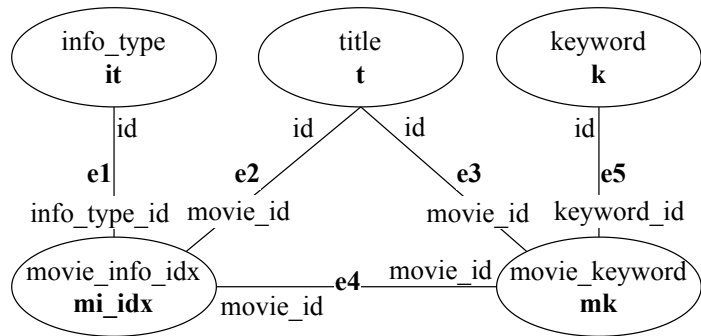 info_type
it
title
t
keyword
k
id
id
id
id
e1
e2
e3
e5
info_type_id
movie_id
movie_id
keyword_id
movie_info_idx
mi_idx
movie_id
e4
movie_id
movie_keyword
mk